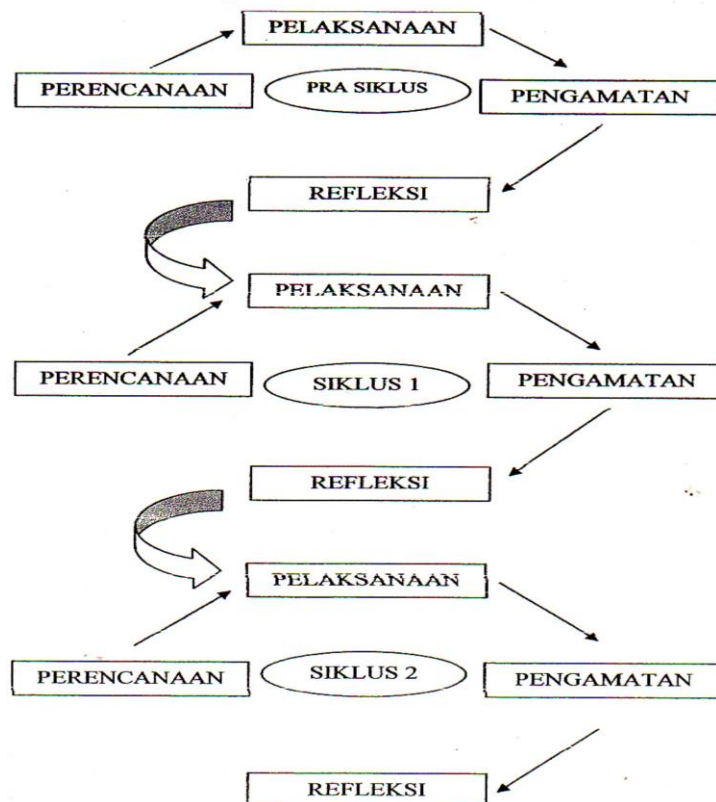 PELAKSANAAN
PERENCANAAN
PRA SIKLUS
PENGAMATAN
REFLEKSI
PELAKSANAAN
PERENCANAAN
SIKLUS 1
PENGAMATAN
REFLEKSI
PELAKSANAAN
PERENCANAAN
SIKLUS 2
PENGAMATAN
REFLEKSI